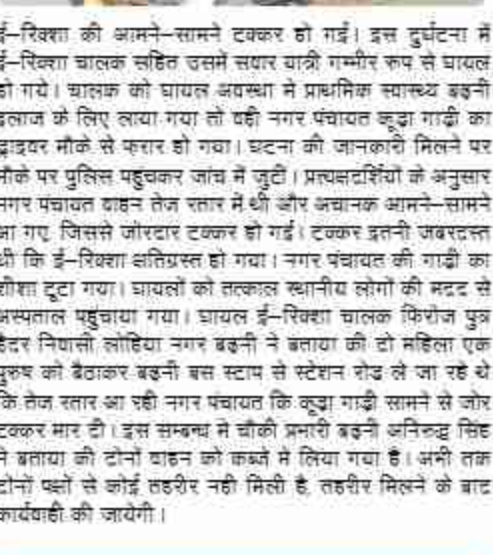 ई–रिक्शा की आमने–सामने टक्कर हो गई। इस दुर्घटना में
ई–रिक्शा चालक सहित उसमें सवार यात्री गम्भीर रुप से घायल
हो गये। चालक को घायल अवस्था मे प्राथमिक स्वास्थ्य बढ़नी
इलाज के लिए लाया गया तो वही नगर पंचायत कूड़ा गाढ़ी का
ड्राइवर मौके से फरार हो गया। घटना की जानकारी मिलने पर
मौके पर पुलिस पहुंचकर जांच में जुटी। प्रत्यक्षदर्शियों के अनुसार
नगर पंचायत वाहन तेज रतार में थी और अचानक आमने–सामने
आ गए, जिससे जोरदार टक्कर हो गई। टक्कर इतनी जबरदस्त
थी कि ई–रिक्शा क्षतिग्रस्त हो गया। नगर पंचायत की गाढ़ी का
शीशा टूटा गया। घायलों को तत्काल स्थानीय लोगों की मदद से
अस्पताल पहुंचाया गया। घायल ई–रिक्शा चालक फिरोज पुत्र
हैदर निवासी लोहिया नगर बढ़नी ने बताया की दो महिला एक
पुरुष को बैठाकर बढ़नी बस स्टाप से स्टेशन रोड ले जा रहे थे
कि तेज रतार आ रही नगर पंचायत कि कूढ़ा गाढ़ी सामने से जोर
टक्कर मार दी। इस सम्बन्ध मे चौकी प्रभारी बढ़नी अनिरुद्ध सिंह
ने बताया की दोनों वाहन को कब्जे मे लिया गया है। अभी तक
दोनों पक्षों से कोई तहरीर नही मिली है, तहरीर मिलने के बाद
कार्यवाही की जायेगी।